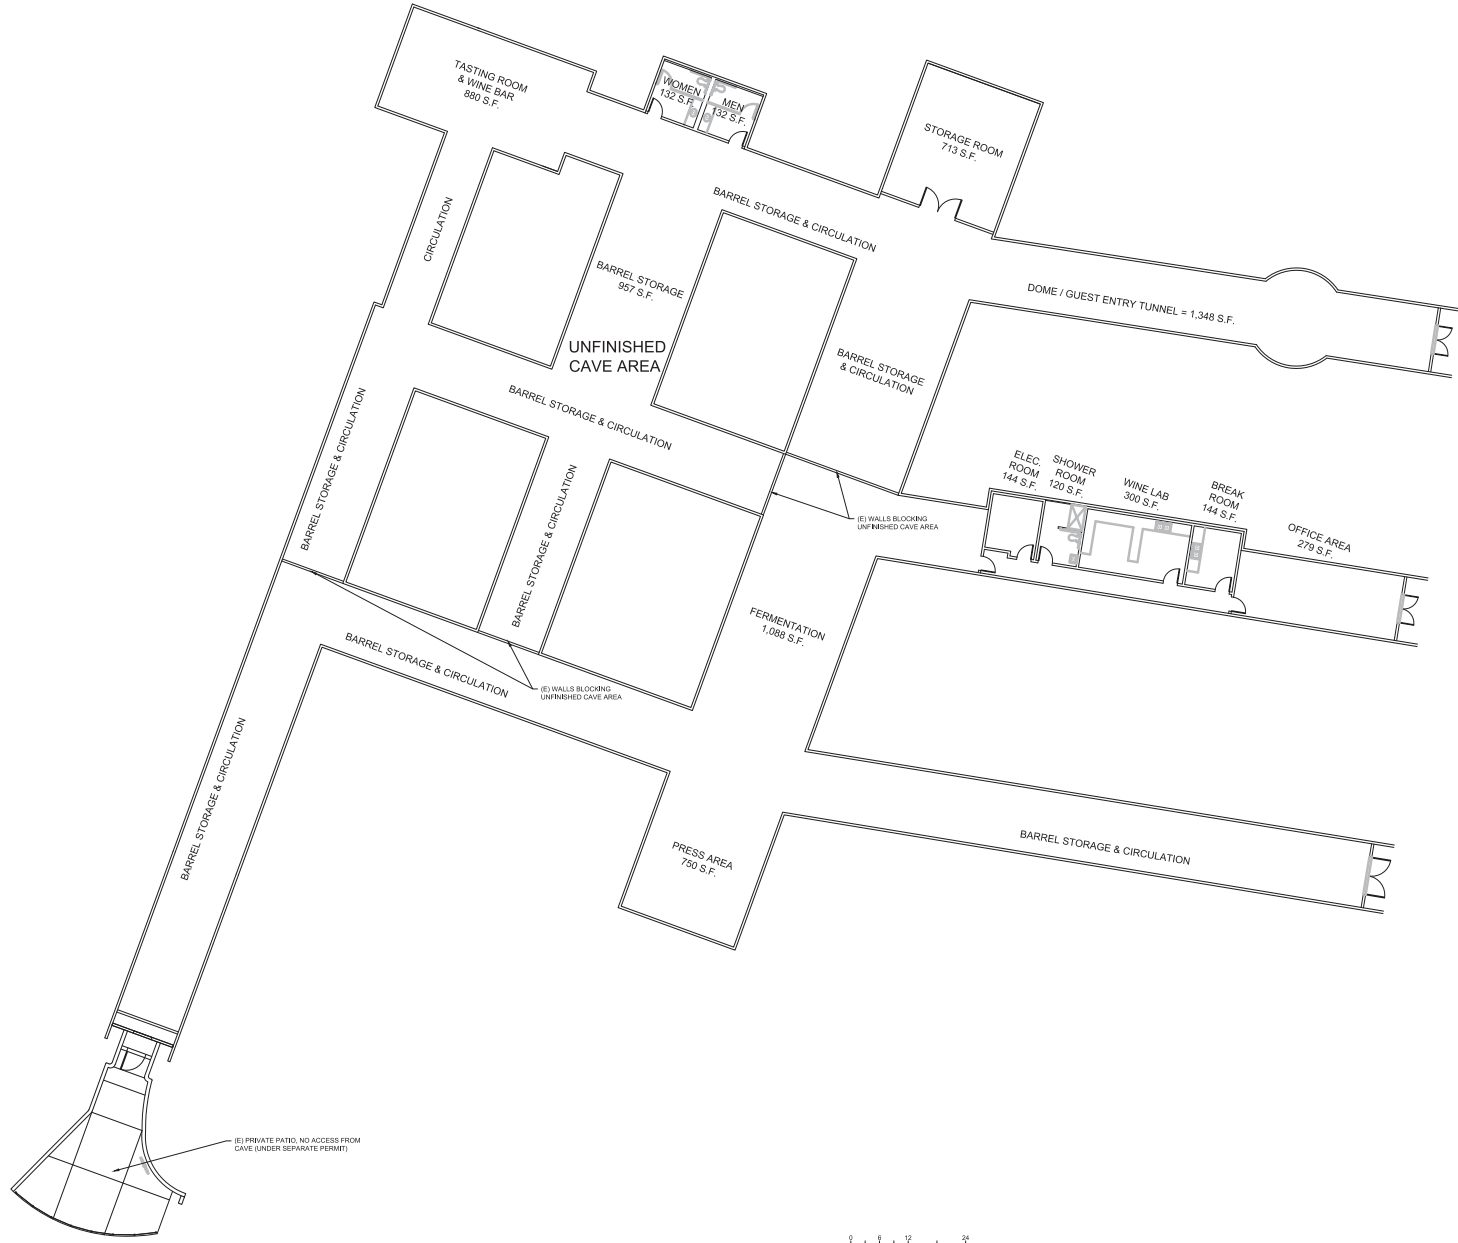 TASTING ROOM
& WINE BAR
880 S.F.
WOMEN
132 S.F.
MEN
132 S.F.
STORAGE ROOM
713 S.F.
BARREL STORAGE & CIRCULATION
CIRCULATION
BARREL STORAGE
957 S.F.
DOME / GUEST ENTRY TUNNEL = 1,348 S.F.
UNFINISHED
CAVE AREA
BARREL STORAGE
& CIRCULATION
BARREL STORAGE & CIRCULATION
BARREL STORAGE & CIRCULATION
BARREL STORAGE & CIRCULATION
ELEC.
ROOM
144 S.F.
SHOWER
ROOM
120 S.F.
WINE LAB
300 S.F.
BREAK
ROOM
144 S.F.
OFFICE AREA
279 S.F.
(E) WALLS BLOCKING
UNFINISHED CAVE AREA
FERMENTATION
1,088 S.F.
BARREL STORAGE & CIRCULATION
(E) WALLS BLOCKING
UNFINISHED CAVE AREA
BARREL STORAGE & CIRCULATION
PRESS AREA
750 S.F.
BARREL STORAGE & CIRCULATION
(E) PRIVATE PATIO, NO ACCESS FROM
CAVE (UNDER SEPARATE PERMIT)
0 6 12 24